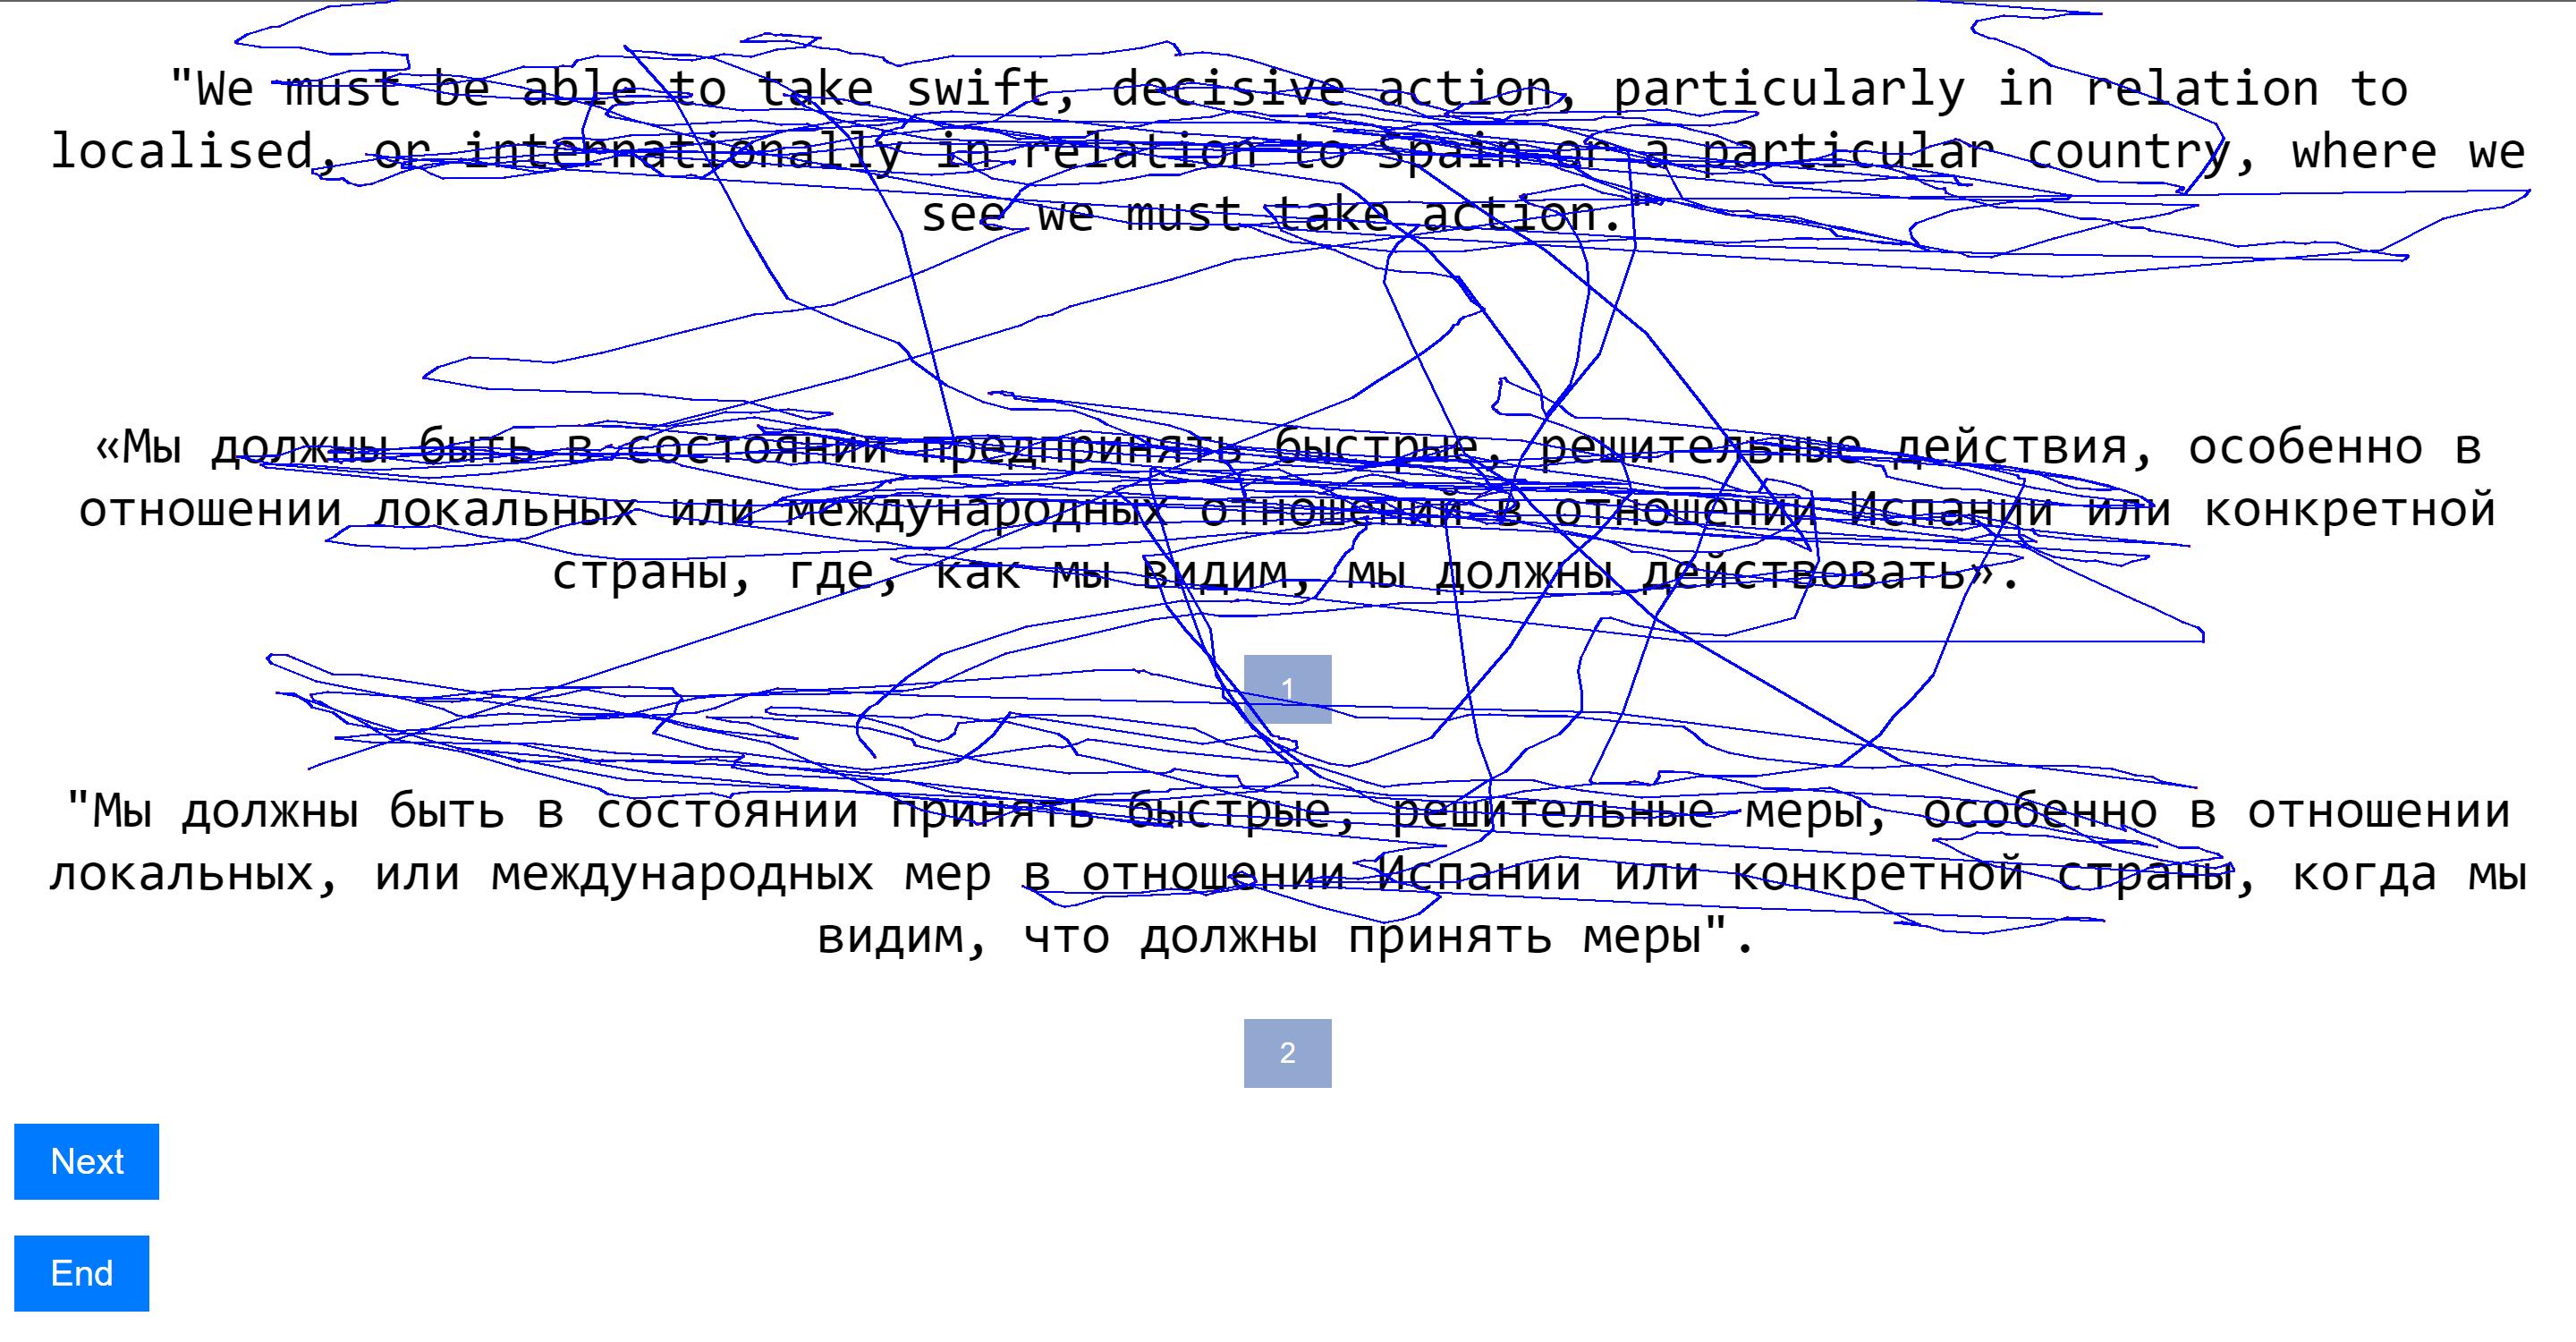 "We must be able to take swift, decisive action, particularly in relation to
localised, or internationally in relation to Spain or a particular country, where we
see we must take action."
«Мы должны быть в состоянии предпринять быстрые, решительные действия, особенно в
отношении локальных или международных отношений в отношении Испании или конкретной
страны, где, как мы видим, мы должны действовать».
1
"Мы должны быть в состоянии принять быстрые, решительные меры, особенно в отношении
локальных, или международных мер в отношении Испании или конкретной страны, когда мы
видим, что должны принять меры".
2
Next
End